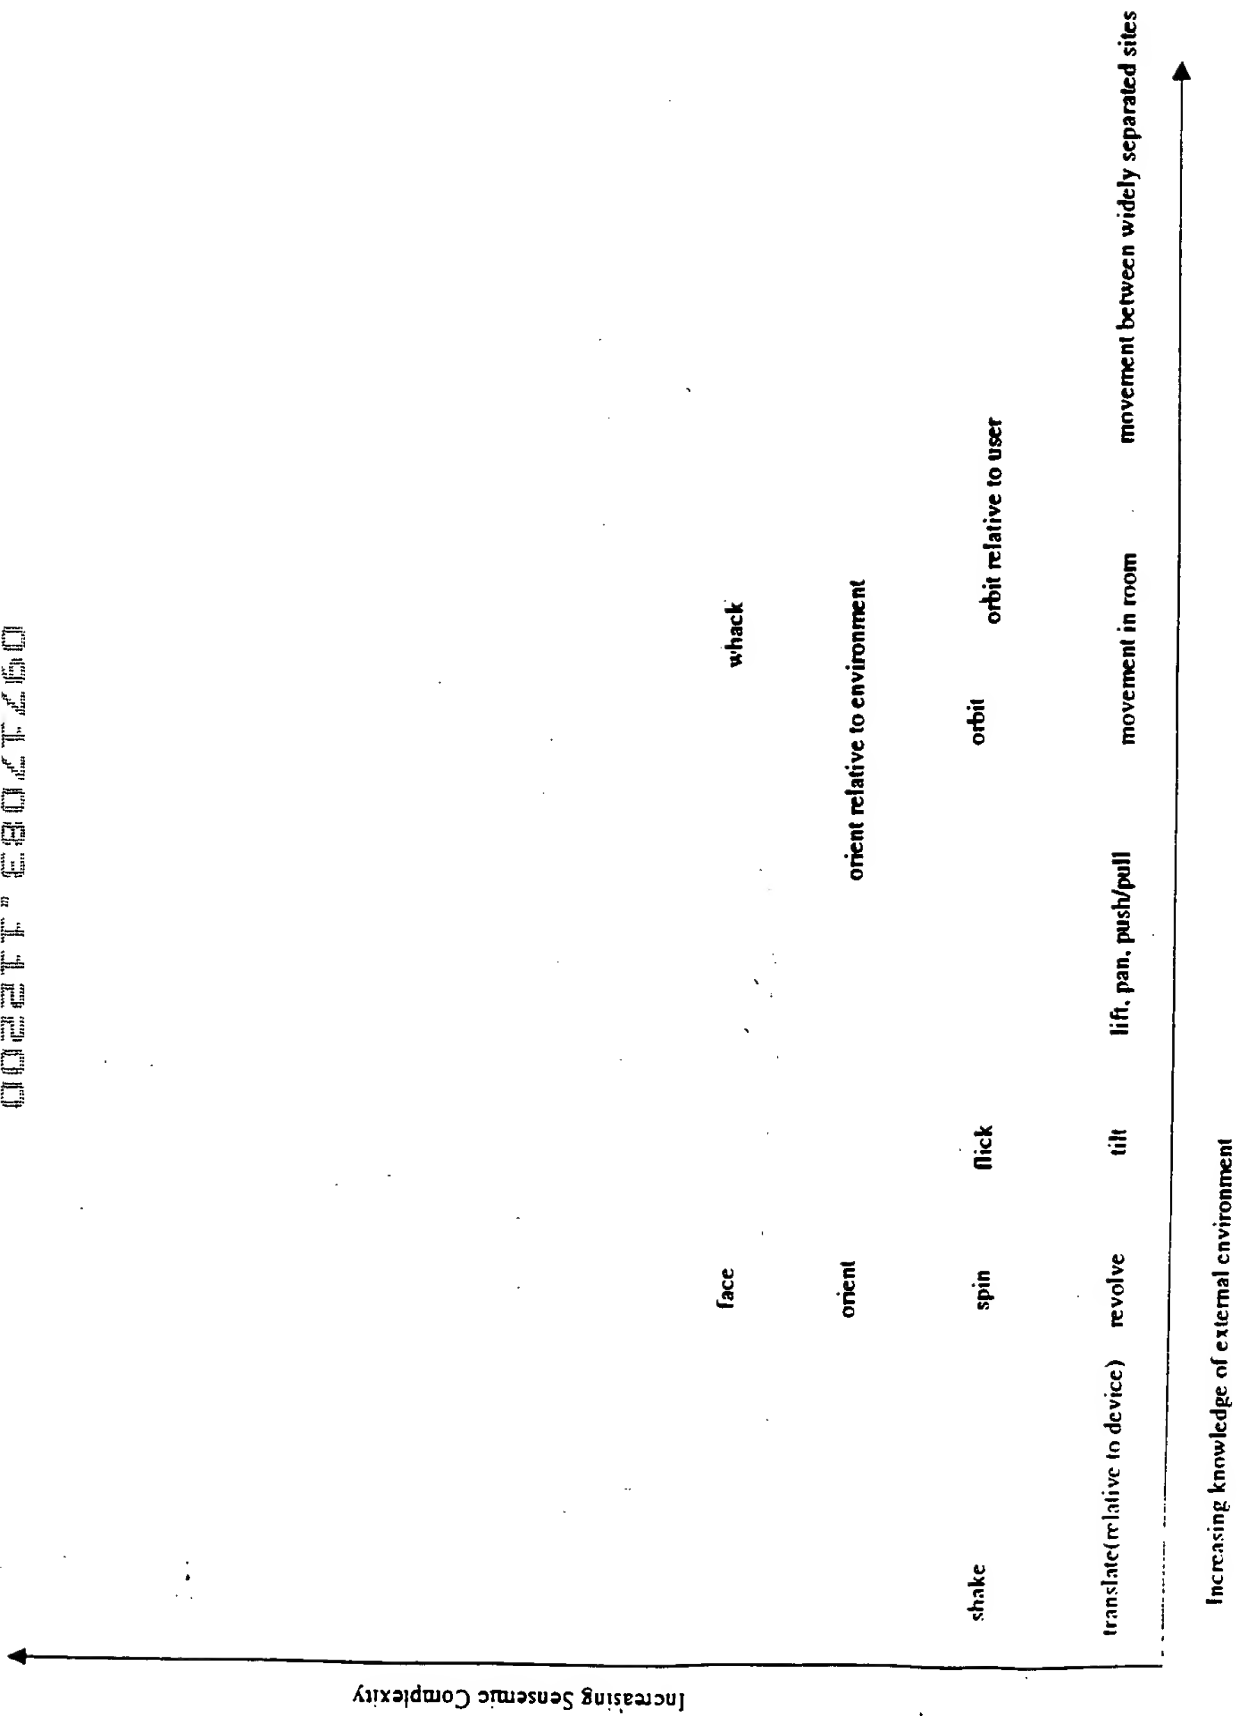 09717083.112100
Increasing Sensemic Complexity
face
whack
orient
orient relative to environment
shake
spin
flick
orbit
orbit relative to user
translate(relative to device)
revolve
tilt
lift, pan, push/pull
movement in room
movement between widely separated sites
Increasing knowledge of external environment